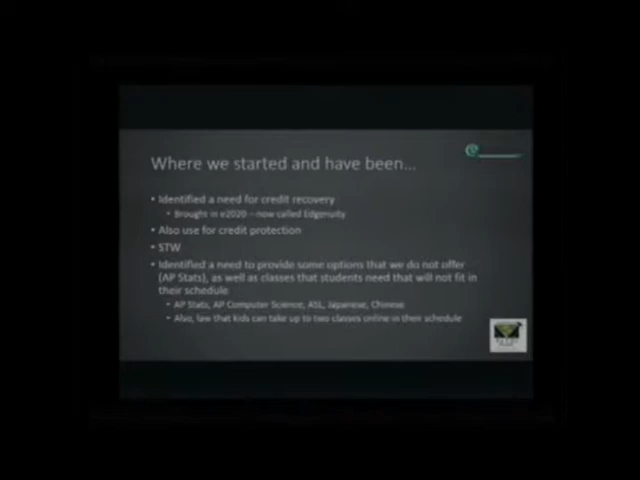 Where we started and have been...
• Identified a need for credit recovery
• Brought in e2020 – now called Edgenuity
• Also use for credit protection
• STW
• Identified a need to provide some options that we do not offer
(AP Stats), as well as classes that students need that will not fit in
their schedule
• AP Stats, AP Computer Science, ASL, Japanese, Chinese
• Also, law that kids can take up to two classes online in their schedule